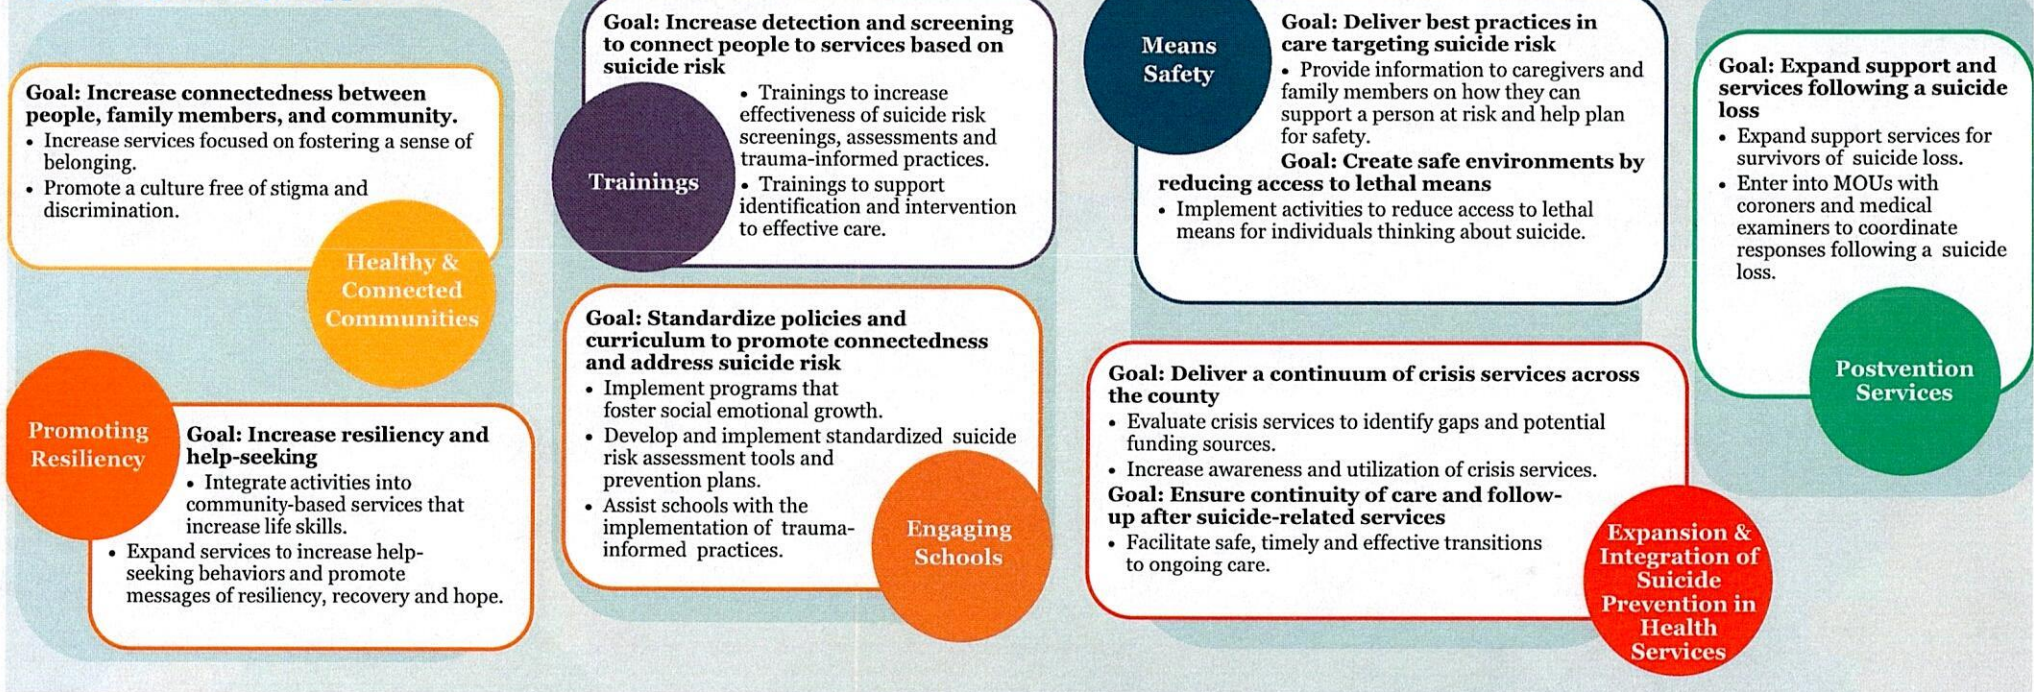 Goal: Increase connectedness between
people, family members, and community.
• Increase services focused on fostering a sense of
belonging.
• Promote a culture free of stigma and
discrimination.
Healthy &
Connected
Communities
Promoting
Resiliency
Goal: Increase resiliency and
help-seeking
• Integrate activities into
community-based services that
increase life skills.
• Expand services to increase help-
seeking behaviors and promote
messages of resiliency, recovery and hope.
Goal: Increase detection and screening
to connect people to services based on
suicide risk
• Trainings to increase
effectiveness of suicide risk
screenings, assessments and
trauma-informed practices.
• Trainings to support
identification and intervention
to effective care.
Trainings
Goal: Standardize policies and
curriculum to promote connectedness
and address suicide risk
• Implement programs that
foster social emotional growth.
• Develop and implement standardized suicide
risk assessment tools and
prevention plans.
• Assist schools with the
implementation of trauma-
informed practices.
Engaging
Schools
Means
Safety
Goal: Deliver best practices in
care targeting suicide risk
• Provide information to caregivers and
family members on how they can
support a person at risk and help plan
for safety.
Goal: Create safe environments by
reducing access to lethal means
• Implement activities to reduce access to lethal
means for individuals thinking about suicide.
Goal: Deliver a continuum of crisis services across
the county
• Evaluate crisis services to identify gaps and potential
funding sources.
• Increase awareness and utilization of crisis services.
Goal: Ensure continuity of care and follow-
up after suicide-related services
• Facilitate safe, timely and effective transitions
to ongoing care.
Expansion &
Integration of
Suicide
Prevention in
Health
Services
Goal: Expand support and
services following a suicide
loss
• Expand support services for
survivors of suicide loss.
• Enter into MOUs with
coroners and medical
examiners to coordinate
responses following a suicide
loss.
Postvention
Services